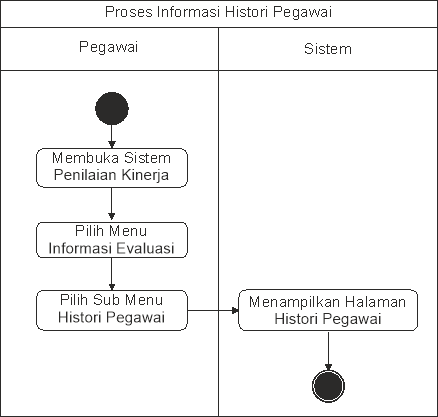 Proses Informasi Histori Pegawai
Pegawai
Sistem
Membuka Sistem
Penilaian Kinerja
Pilih Menu
Informasi Evaluasi
Pilih Sub Menu
Histori Pegawai
Menampilkan Halaman
Histori Pegawai